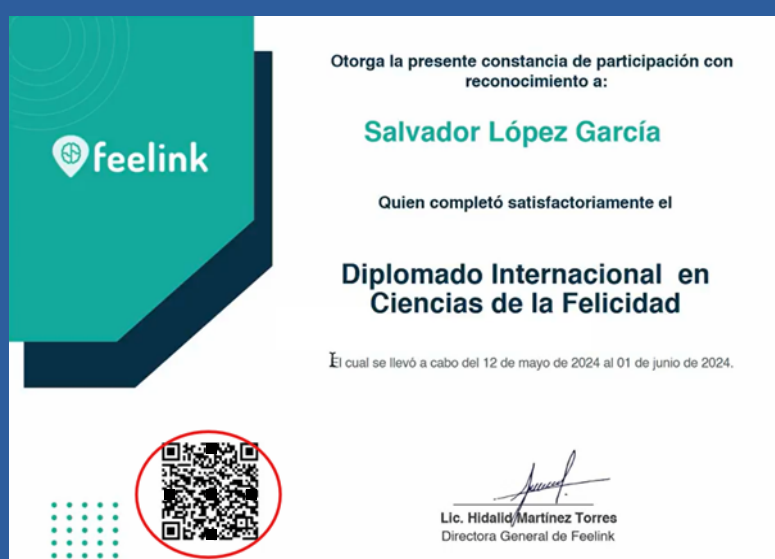 feelink
Otorga la presente constancia de participación con
reconocimiento a:
Salvador López García
Quien completó satisfactoriamente el
Diplomado Internacional en
Ciencias de la Felicidad
El cual se llevó a cabo del 12 de mayo de 2024 al 01 de junio de 2024.
Lic. Hidalid Martínez Torres
Directora General de Feelink